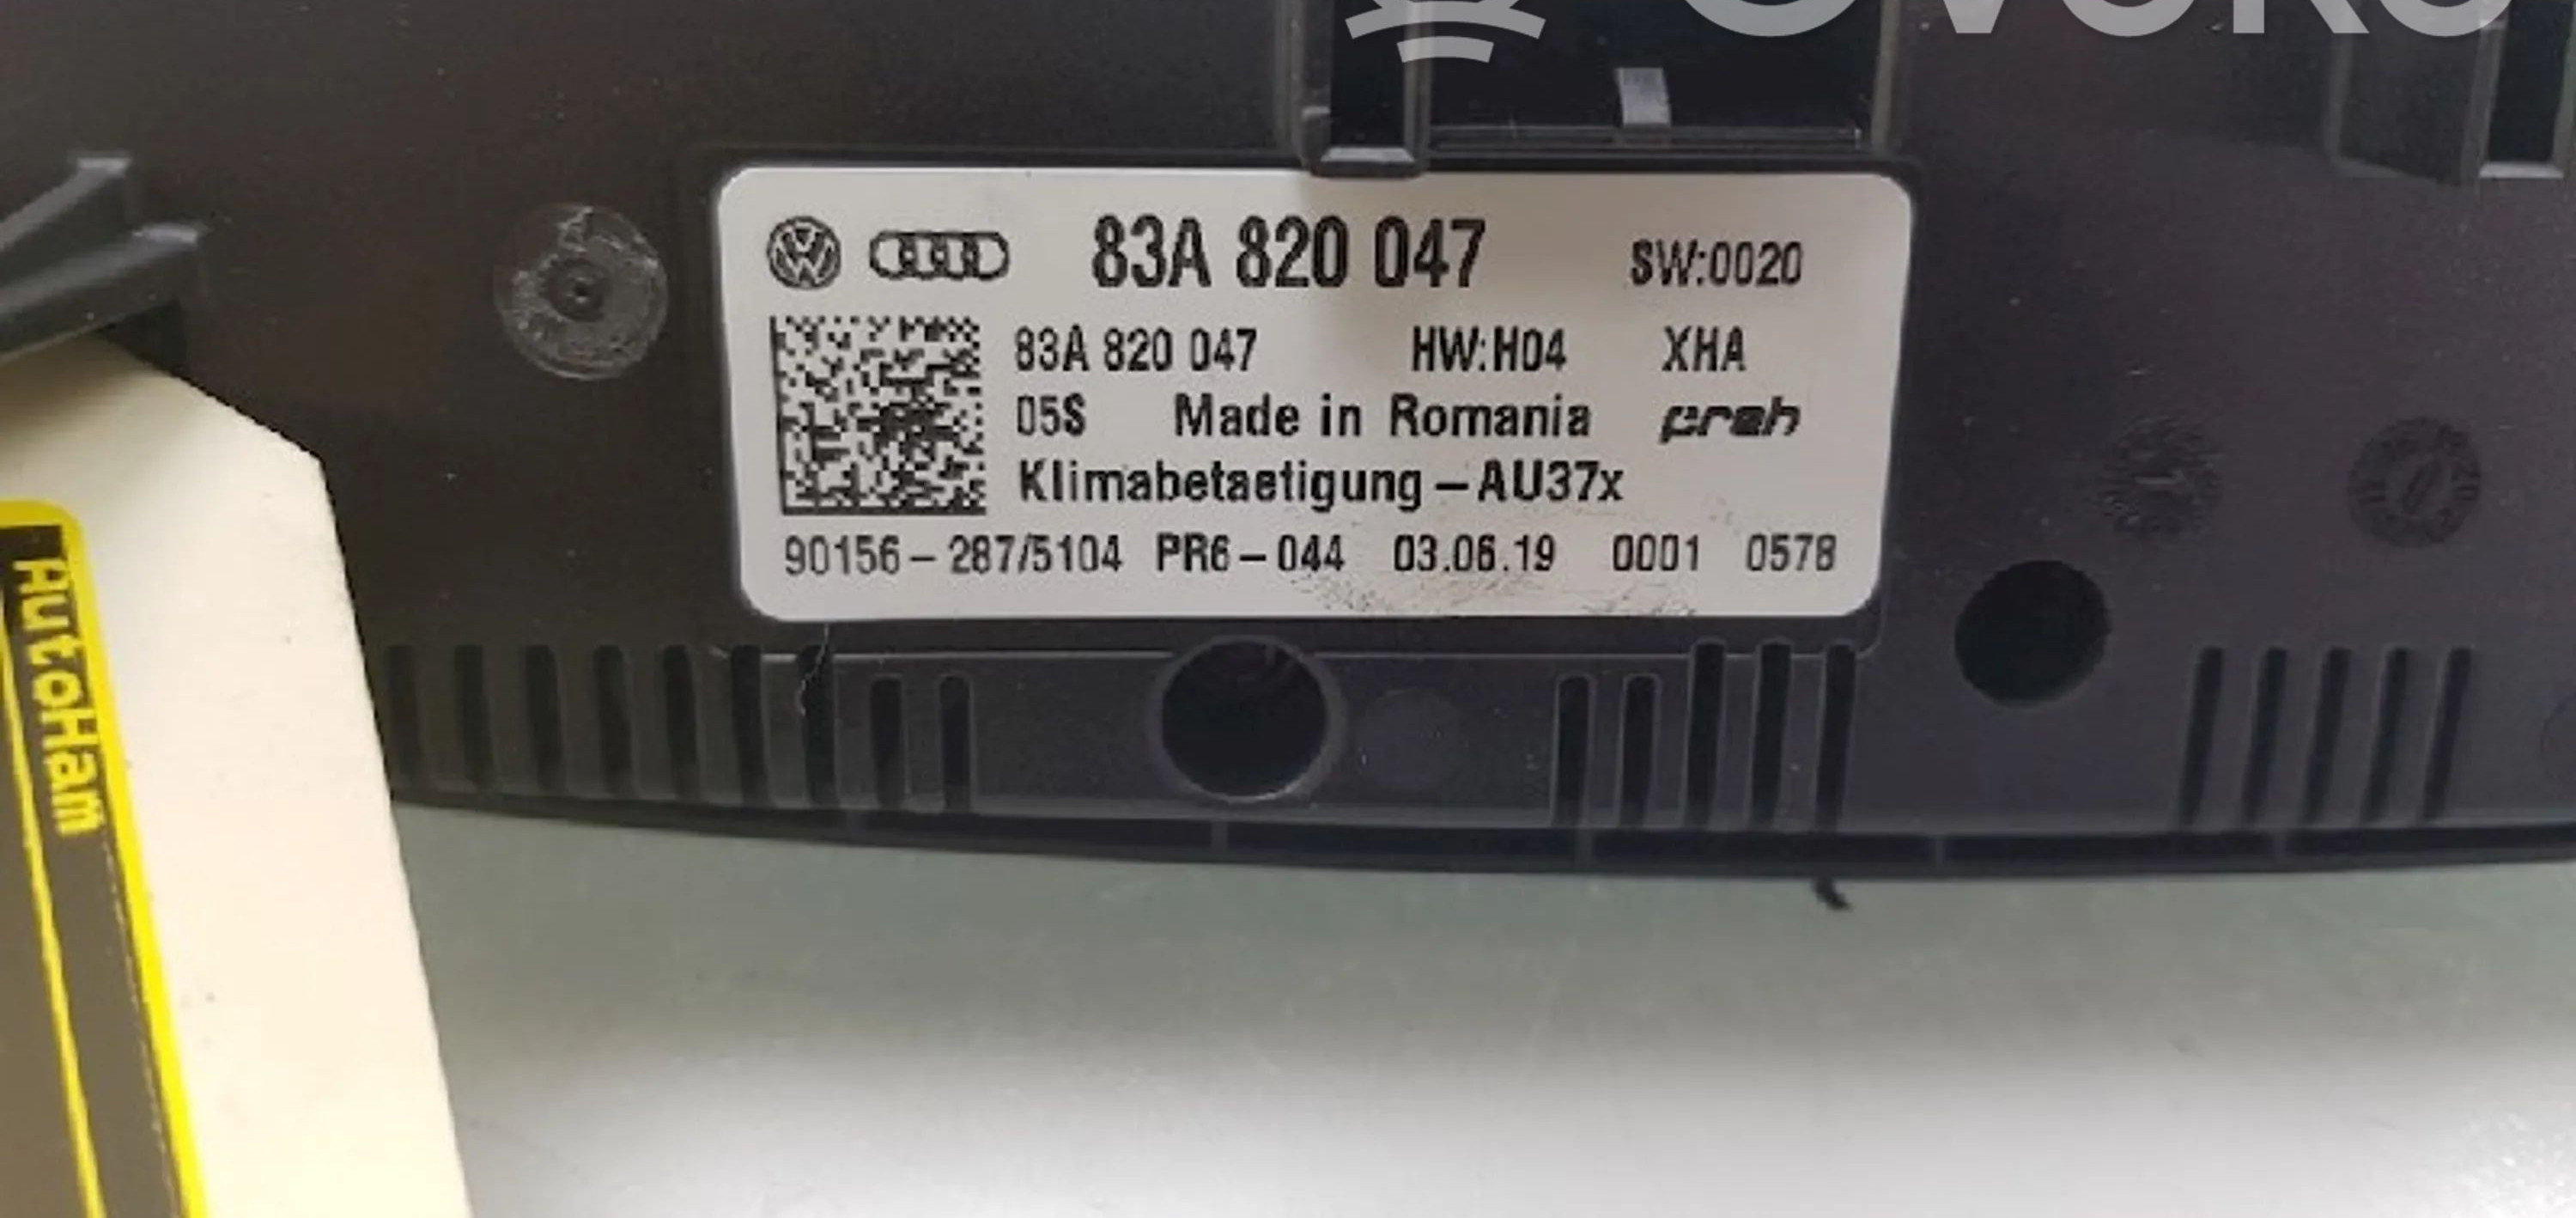 83A 820 047 SW:0020
83A 820 047 HW:H04 XHA
05S Made in Romania preh
Klimabetaetigung-AU37x
90156-287/5104 PR6-044 03.06.19 0001 0578
AutoHam